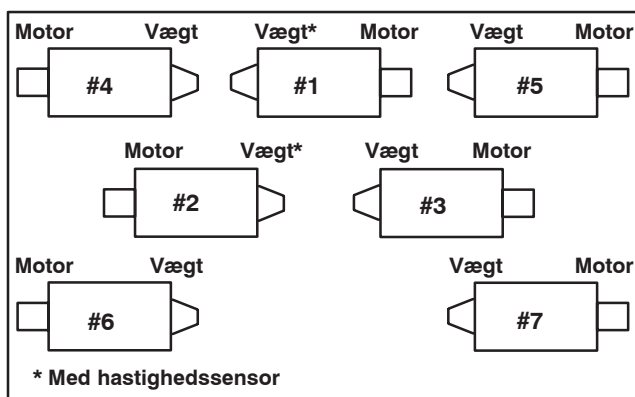 Motor Vægt Vægt* Motor Vægt Motor
#4 #1 #5
Motor Vægt* Vægt Motor
#2 #3
Motor Vægt Vægt Motor
#6 #7
* Med hastighedssensor